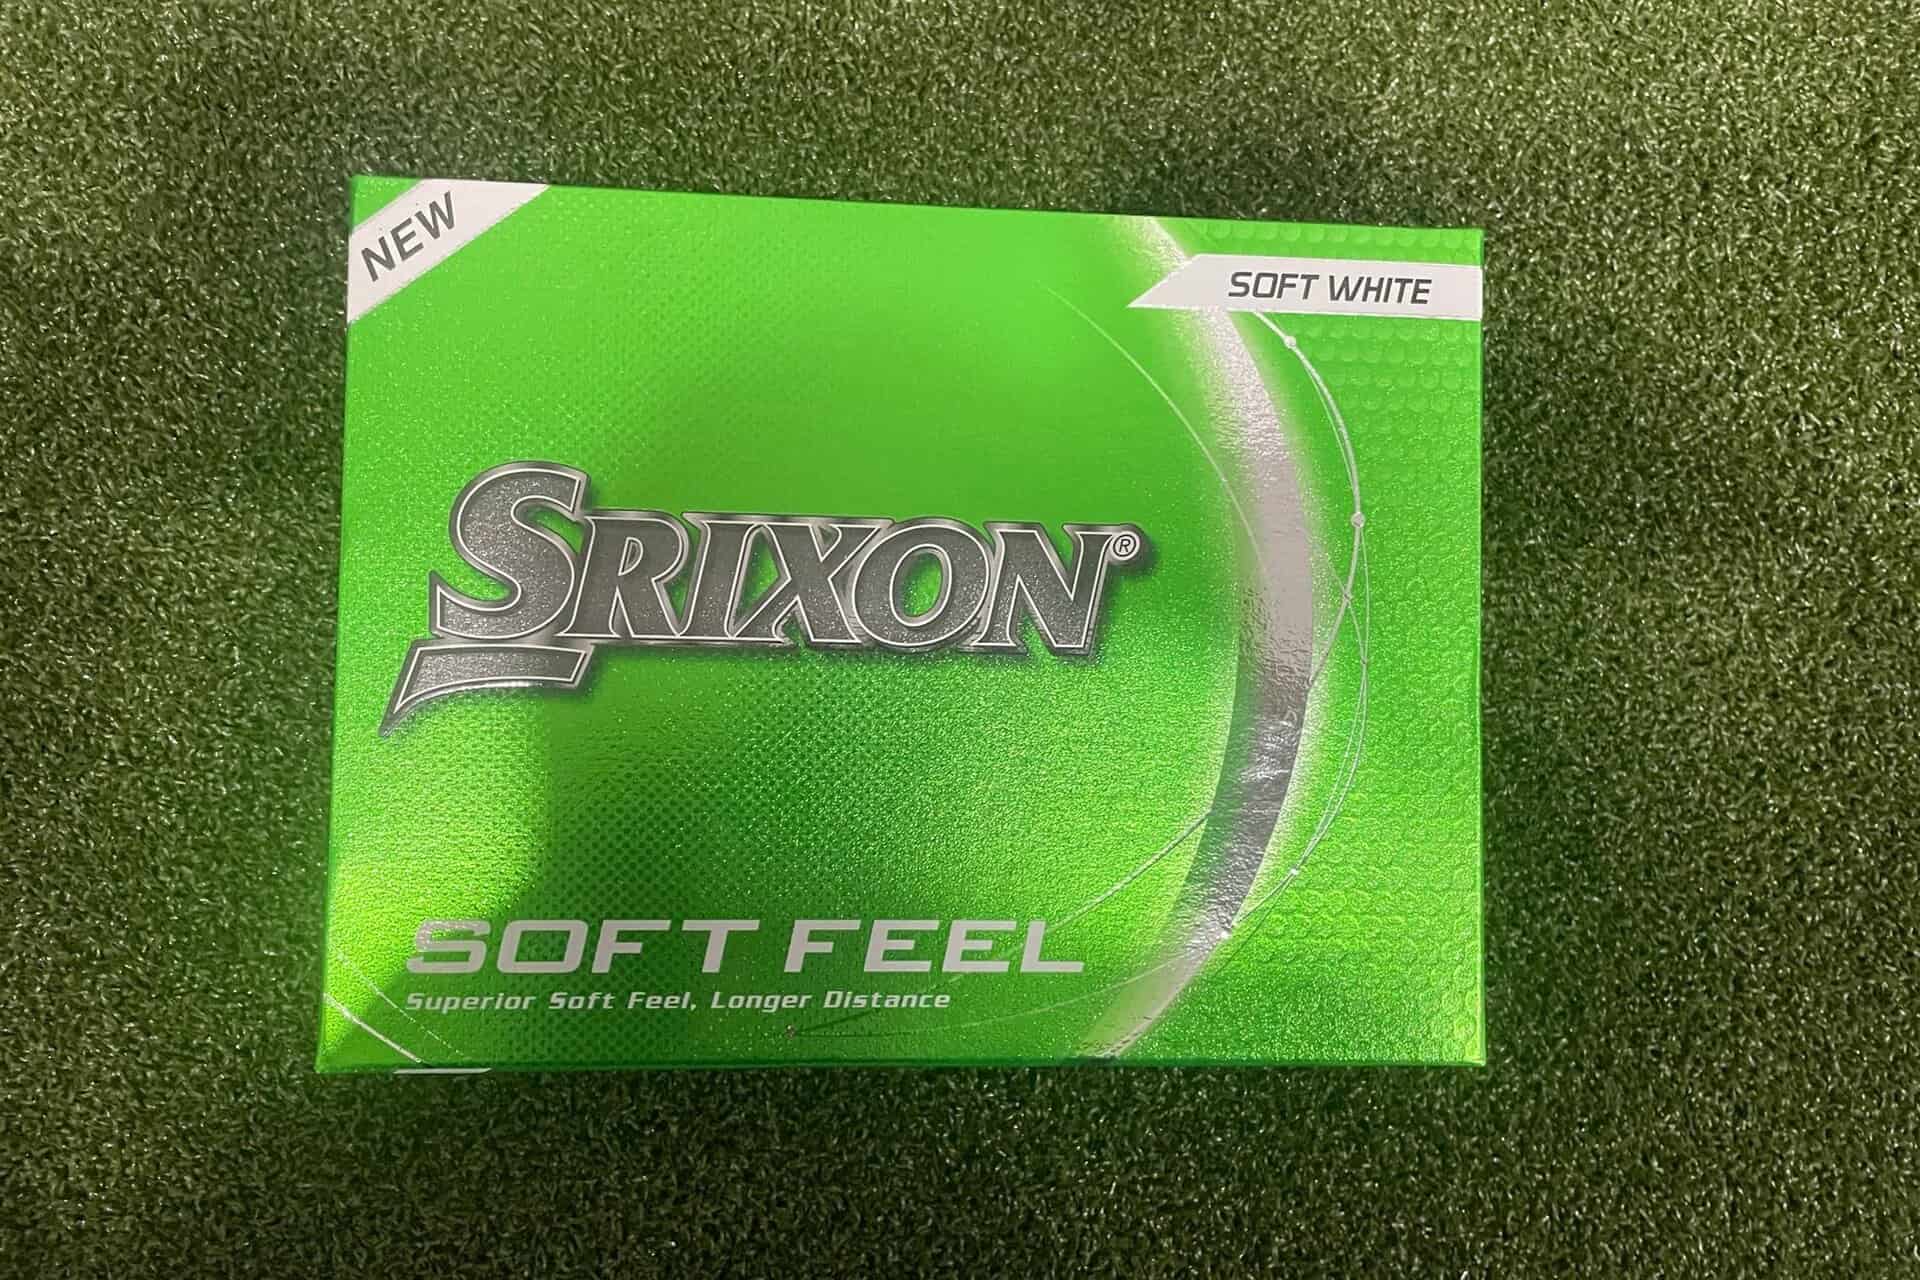 NEW
SOFT WHITE
SRIXON®
SOFT FEEL
Superior Soft Feel, Longer Distance